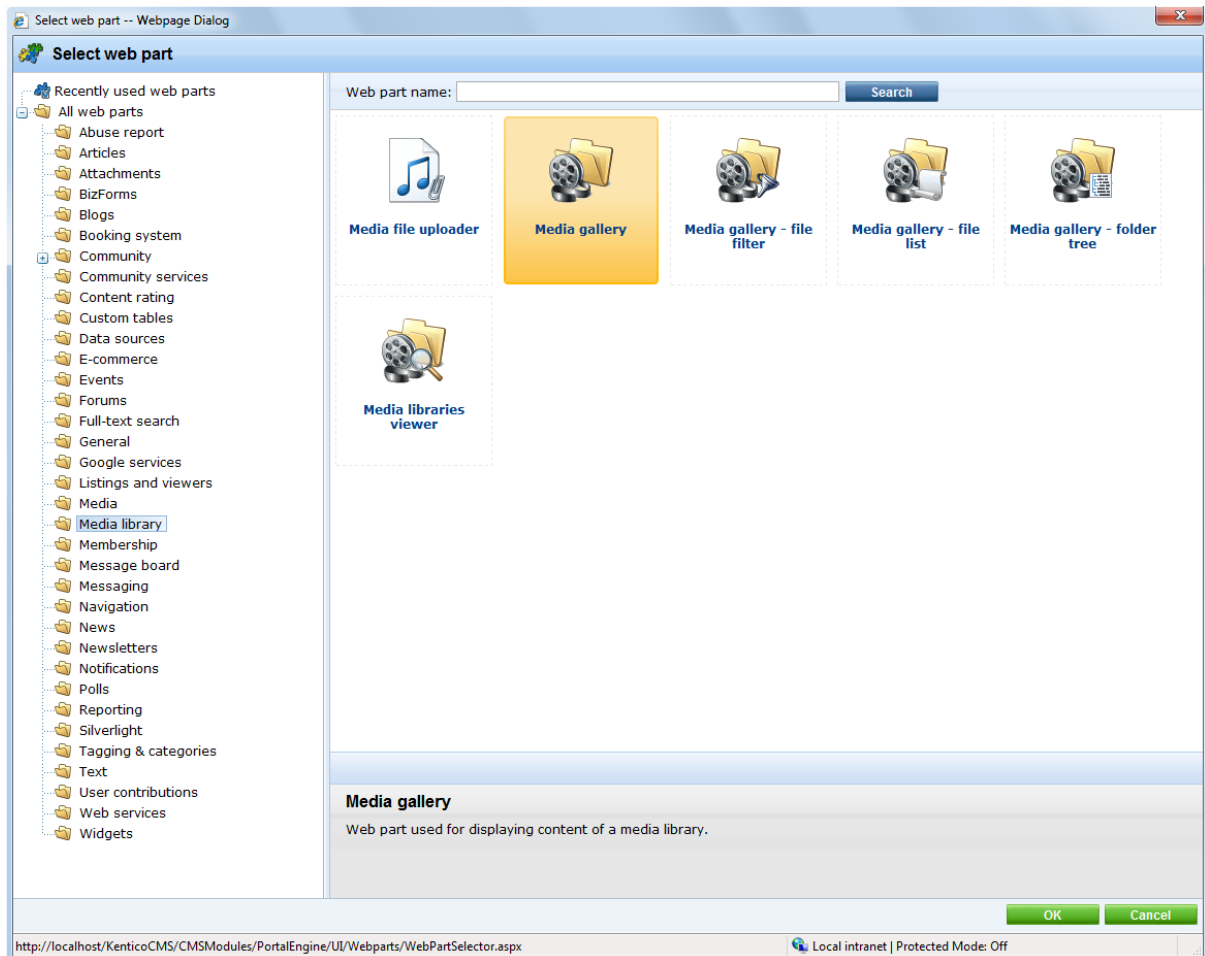 Select web part -- Webpage Dialog
X
Select web part
Recently used web parts
All web parts
Abuse report
Articles
Attachments
BizForms
Blogs
Booking system
Community
Community services
Content rating
Custom tables
Data sources
E-commerce
Events
Forums
Full-text search
General
Google services
Listings and viewers
Media
Media library
Membership
Message board
Messaging
Navigation
News
Newsletters
Notifications
Polls
Reporting
Silverlight
Tagging & categories
Text
User contributions
Web services
Widgets
Web part name:
Search
Media file uploader
Media gallery
Media gallery - file
filter
Media gallery - file
list
Media gallery - folder
tree
Media libraries
viewer
Media gallery
Web part used for displaying content of a media library.
OK
Cancel
http://localhost/KenticoCMS/CMSModules/PortalEngine/UI/Webparts/WebPartSelector.aspx
Local intranet | Protected Mode: Off